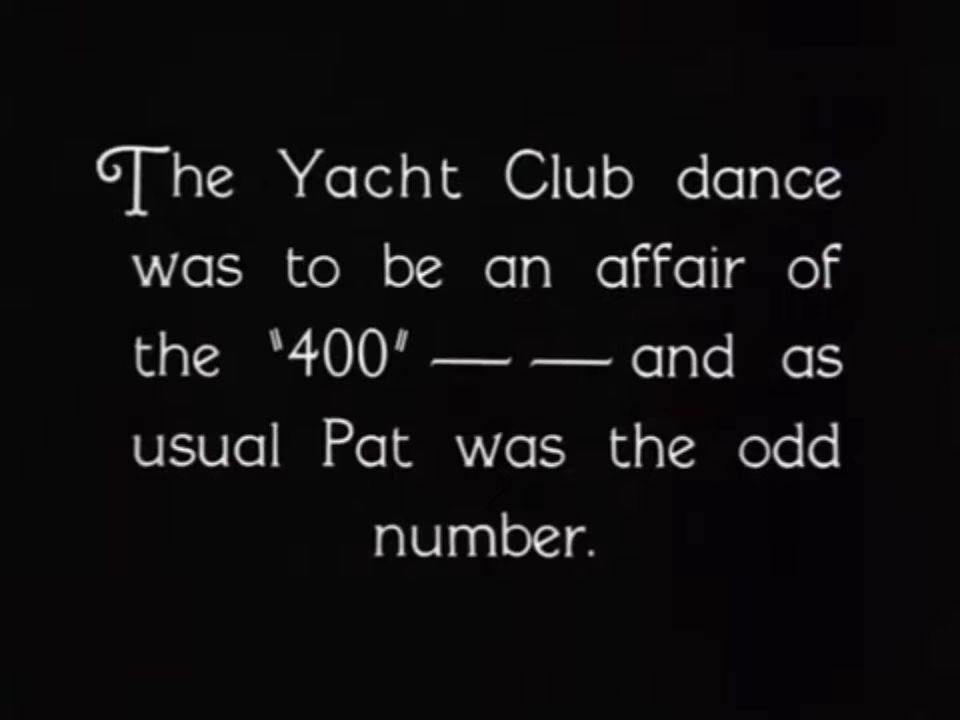 The Yacht Club dance
was to be an affair of
the "400" — — and as
usual Pat was the odd
number.